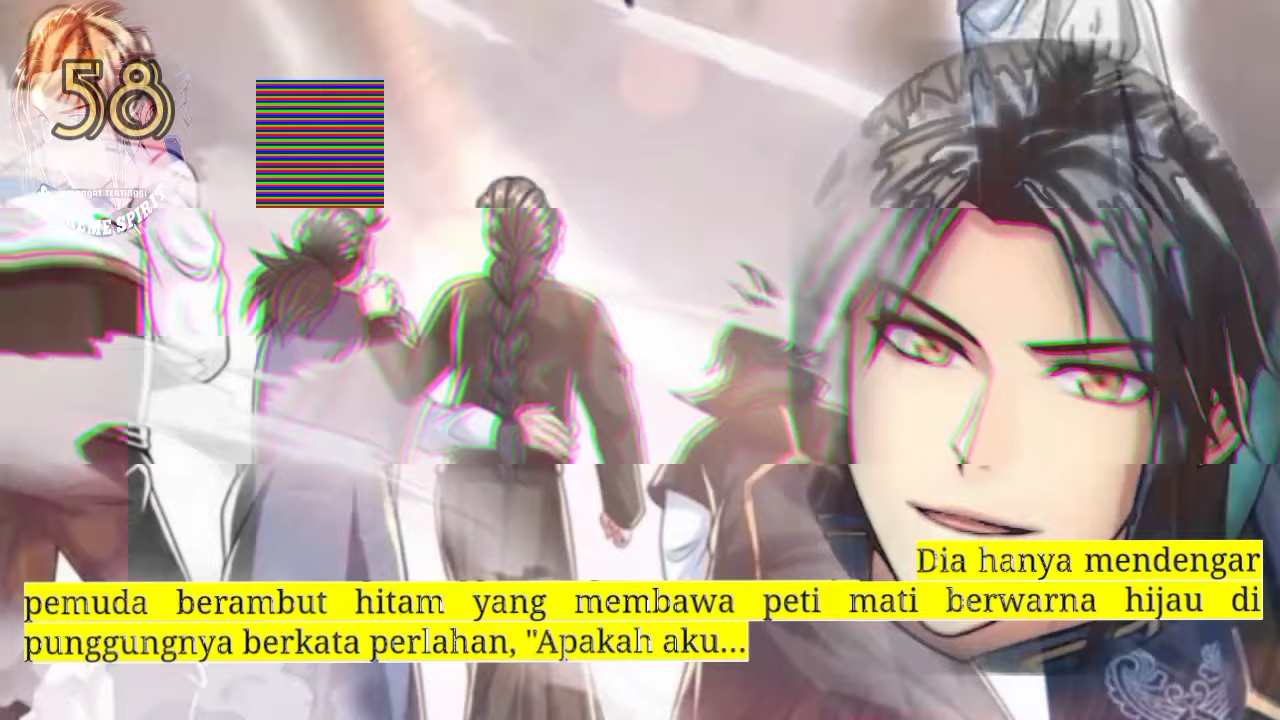 58
Dia hanya mendengar
pemuda berambut hitam yang membawa peti mati berwarna hijau di
punggungnya berkata perlahan, "Apakah aku...